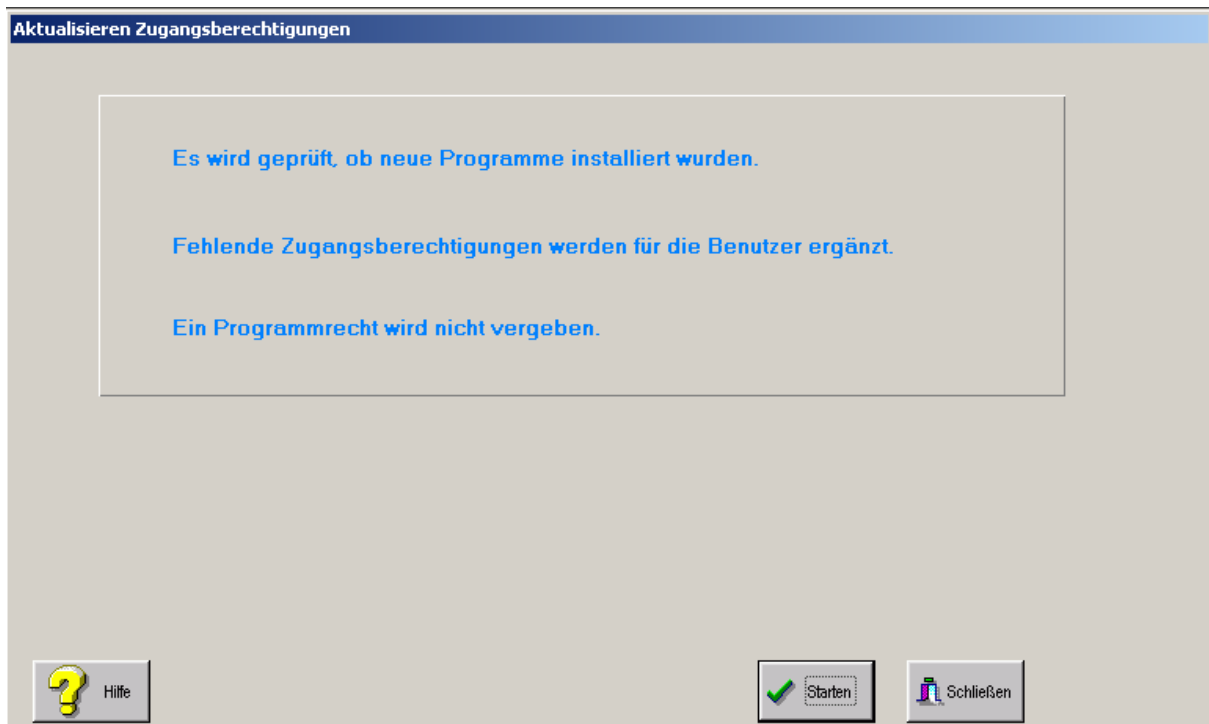 Aktualisieren Zugangsberechtigungen
Es wird geprüft, ob neue Programme installiert wurden.
Fehlende Zugangsberechtigungen werden für die Benutzer ergänzt.
Ein Programmrecht wird nicht vergeben.
Hilfe
Starten
Schließen